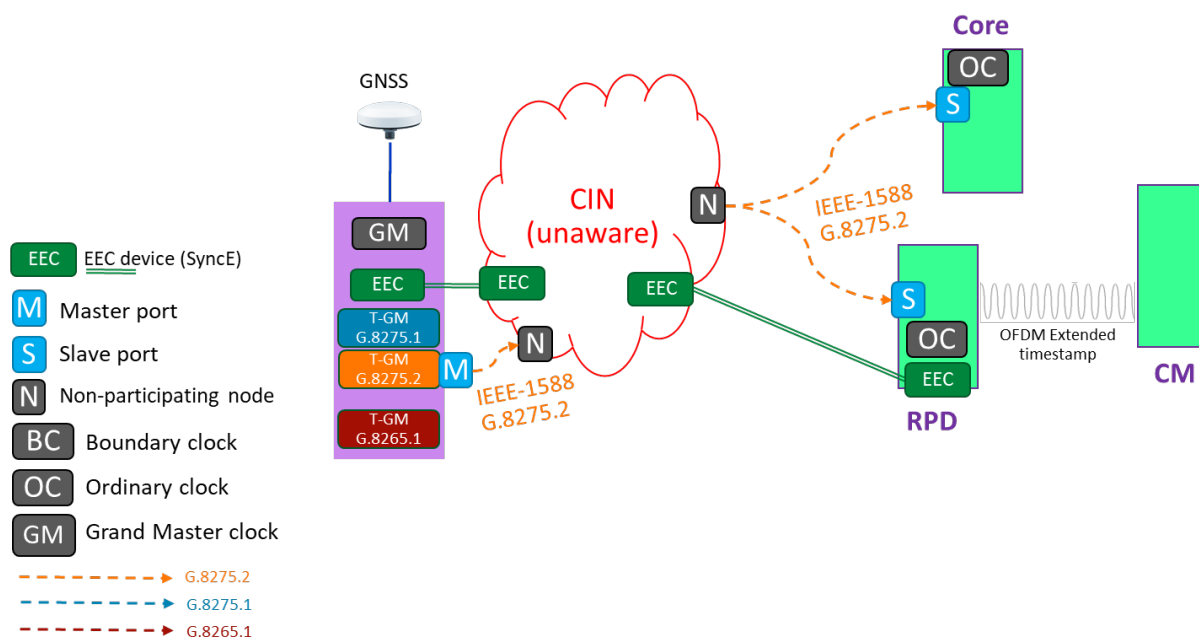 Core
OC
S
GNSS
GM
EEC
T-GM
G.8275.1
T-GM
G.8275.2
M
T-GM
G.8265.1
EEC
N
IEEE-1588
G.8275.2
CIN
(unaware)
N
EEC
IEEE-1588
G.8275.2
S
OC
EEC
RPD
OFDM Extended
timestamp
CM
EEC EEC device (SyncE)
M Master port
S Slave port
N Non-participating node
BC Boundary clock
OC Ordinary clock
GM Grand Master clock
G.8275.2
G.8275.1
G.8265.1